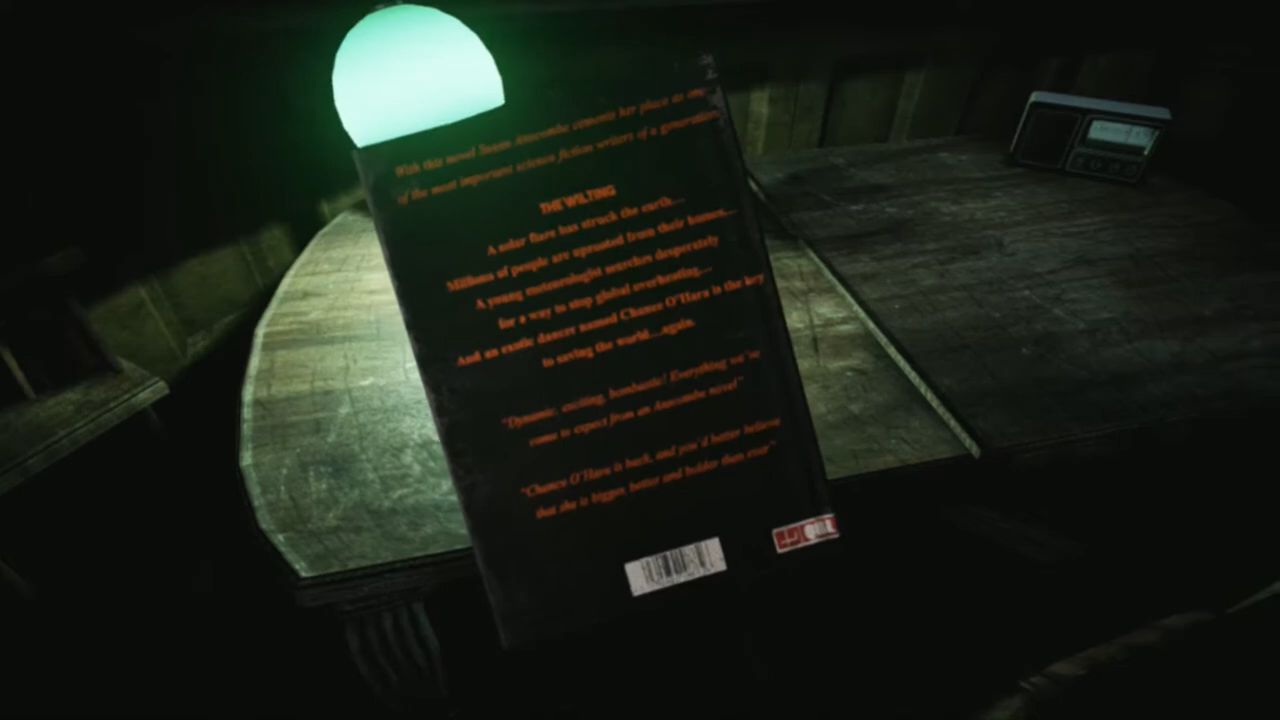 With this novel Susan Anscombe cements her place as one
of the most important science fiction writers of a generation
THE WILTING
A solar flare has struck the earth...
Millions of people are uprooted from their homes...
A young meteorologist searches desperately
for a way to stop global overheating...
And an exotic dancer named Chance O'Hara is the key
to saving the world...again.
"Dynamic, exciting, bombastic! Everything we've
come to expect from an Anscombe novel"
"Chance O'Hara is back, and you'd better believe
that she is bigger, better and bolder than ever"